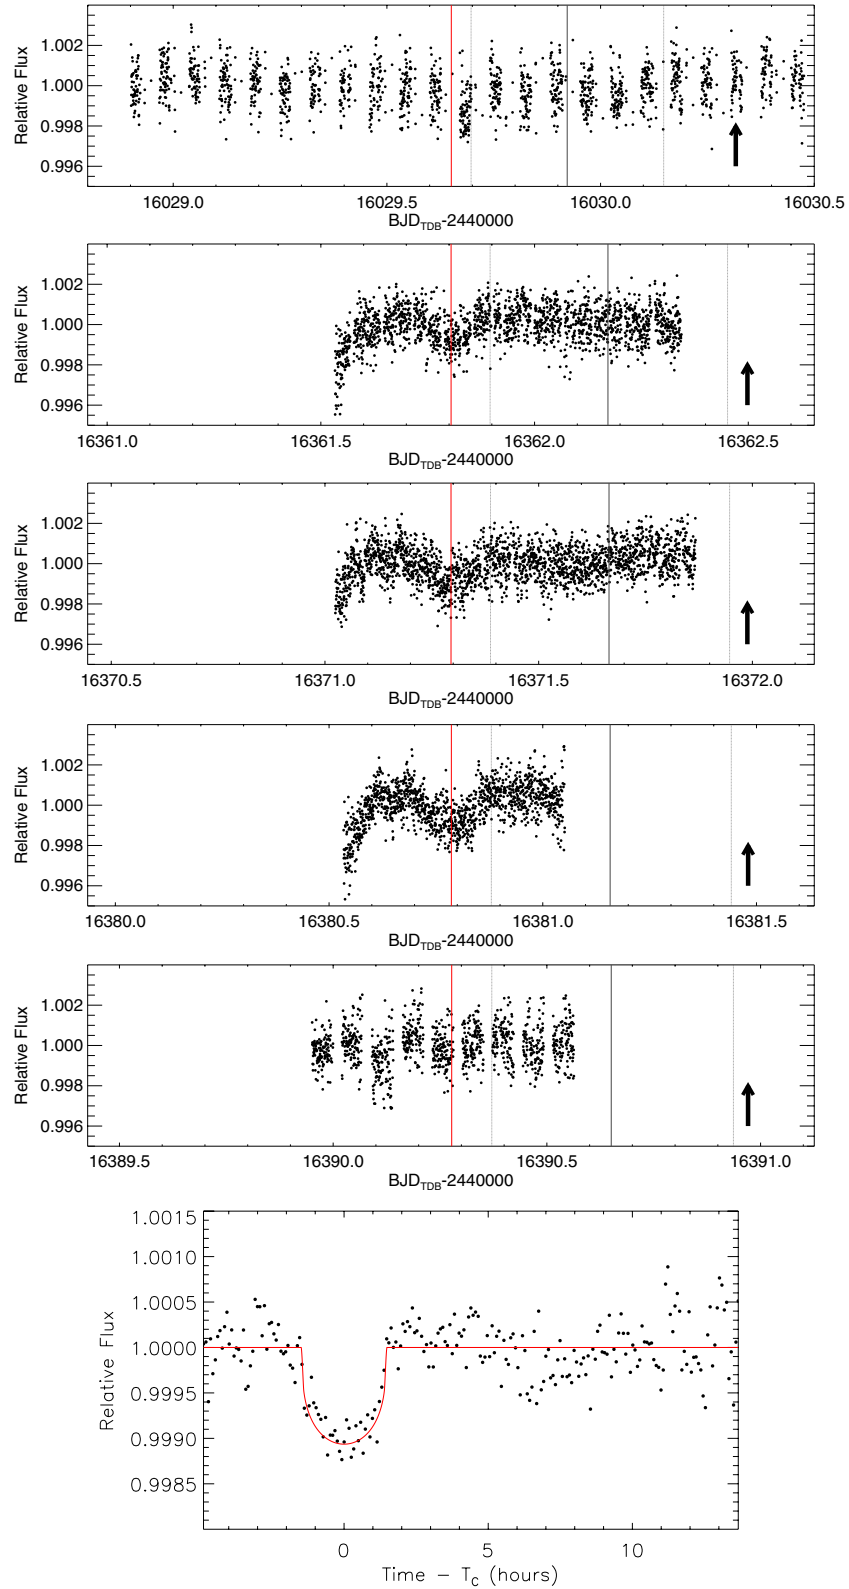 1.002
1.000
0.998
0.996
Relative Flux
16029.0 16029.5 16030.0 16030.5
BJD_TDB-2440000
1.002
1.000
0.998
0.996
Relative Flux
16361.0 16361.5 16362.0 16362.5
BJD_TDB-2440000
1.002
1.000
0.998
0.996
Relative Flux
16370.5 16371.0 16371.5 16372.0
BJD_TDB-2440000
1.002
1.000
0.998
0.996
Relative Flux
16380.0 16380.5 16381.0 16381.5
BJD_TDB-2440000
1.002
1.000
0.998
0.996
Relative Flux
16389.5 16390.0 16390.5 16391.0
BJD_TDB-2440000
1.0015
1.0010
1.0005
1.0000
0.9995
0.9990
0.9985
Relative Flux
0 5 10
Time - T_C (hours)